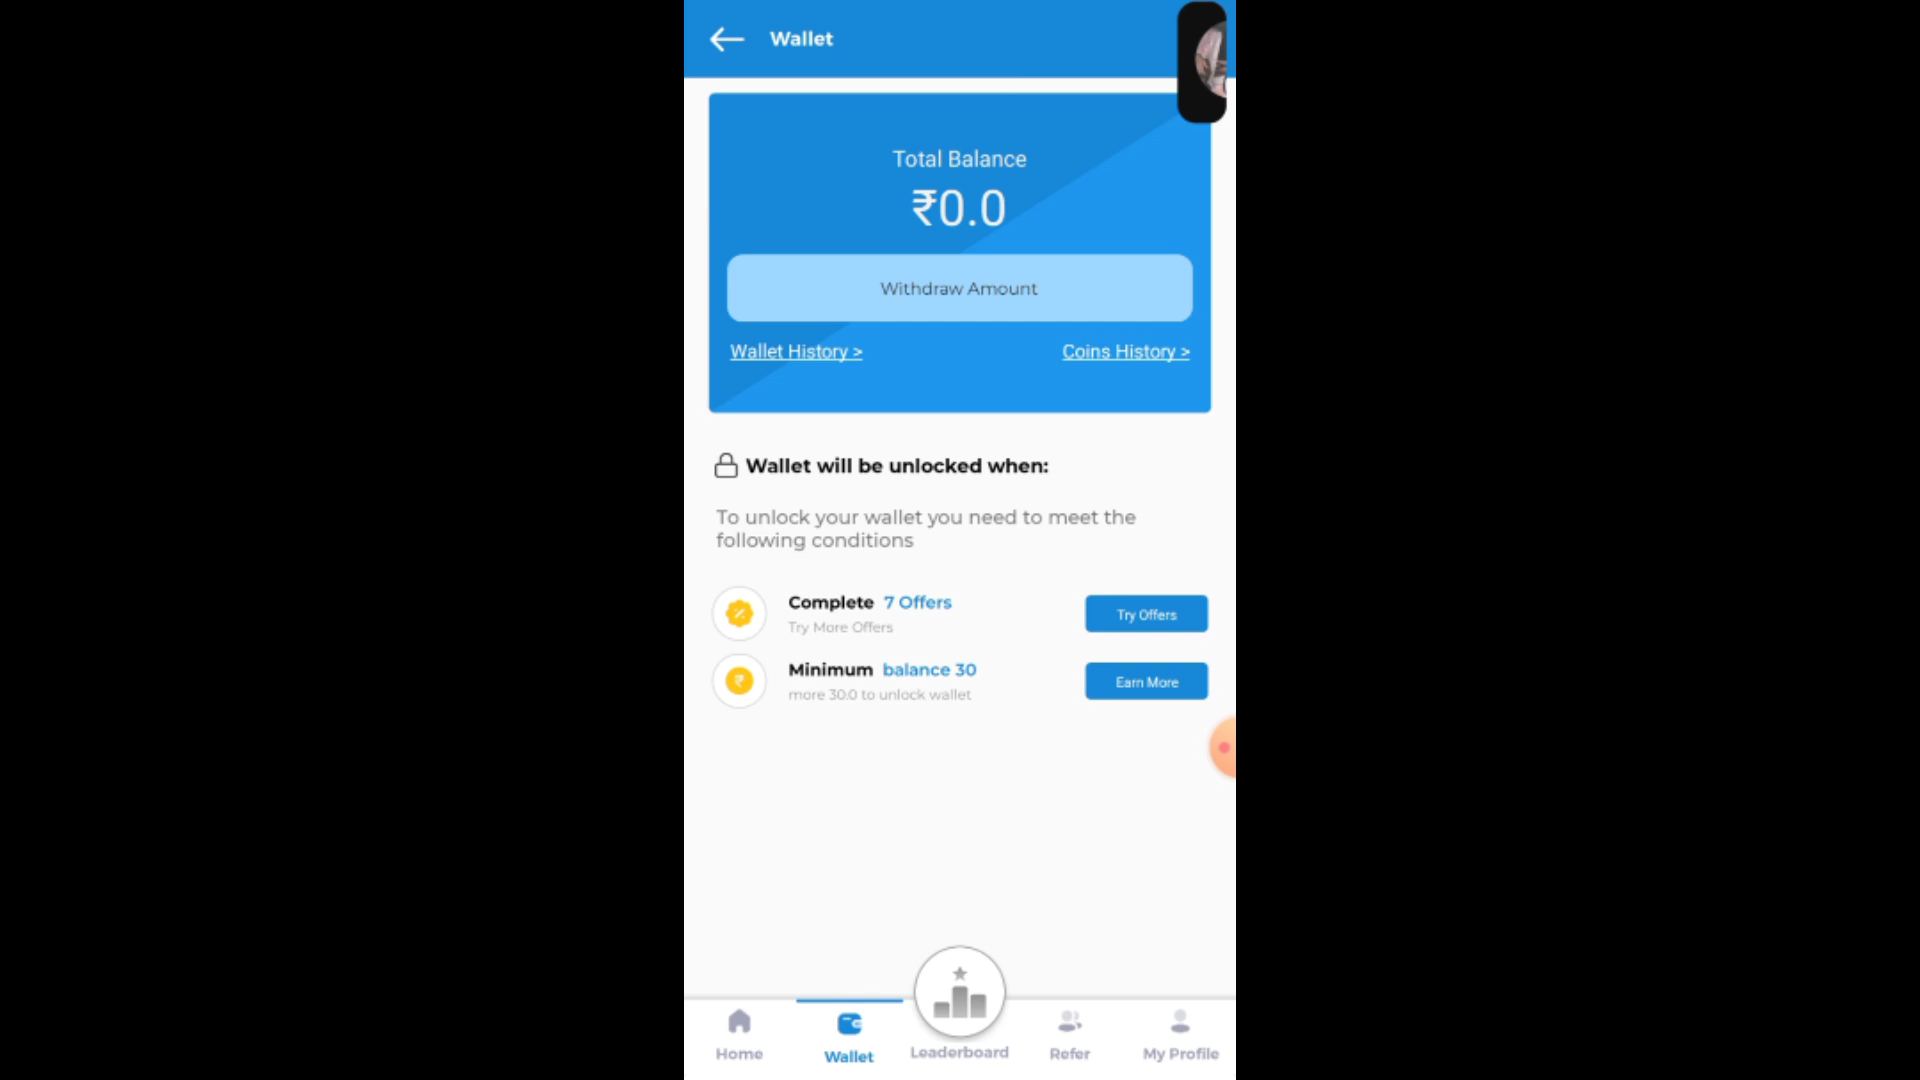 Wallet
Total Balance
₹0.0
Withdraw Amount
Wallet History >
Coins History >
Wallet will be unlocked when:
To unlock your wallet you need to meet the
following conditions
Complete 7 Offers
Try More Offers
Try Offers
Minimum balance 30
more 30.0 to unlock wallet
Earn More
Home
Wallet
Leaderboard
Refer
My Profile